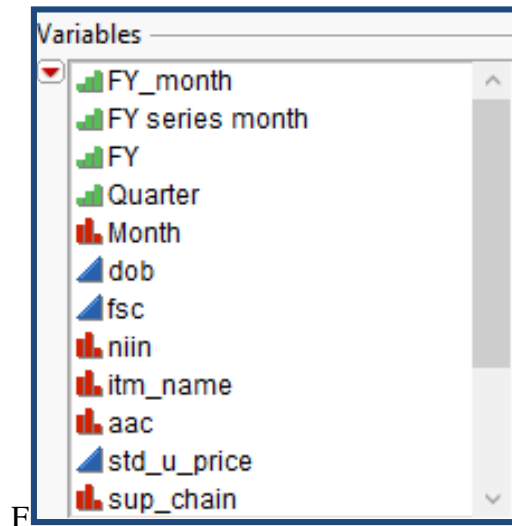 Variables
FY_month
FY series month
FY
Quarter
Month
dob
fsc
niin
itm_name
aac
std_u_price
sup_chain
F